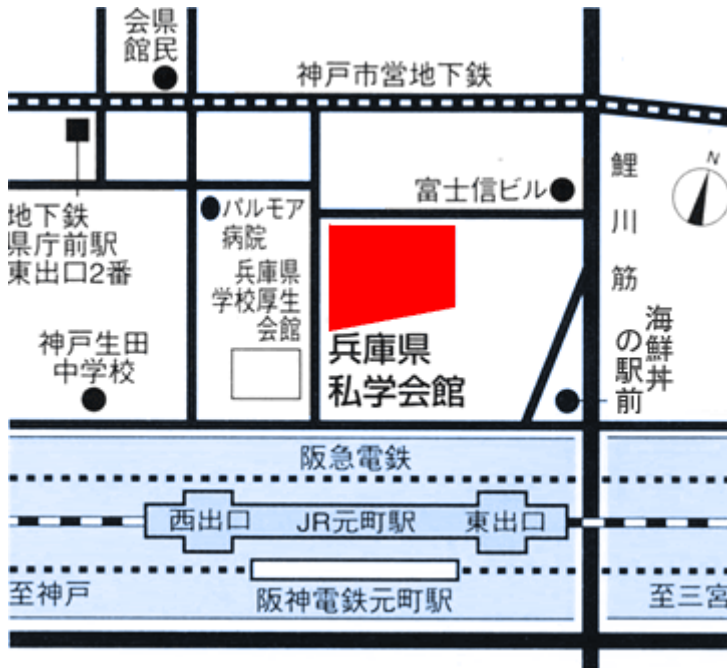 県民
会館
神戸市営地下鉄
N
富士信ビル
鯉川筋
パルモア
病院
地下鉄
県庁前駅
東出口2番
兵庫県
学校厚生
会館
神戸生田
中学校
兵庫県
私学会館
海鮮丼
の駅前
阪急電鉄
西出口
JR元町駅
東出口
至神戸
阪神電鉄元町駅
至三宮